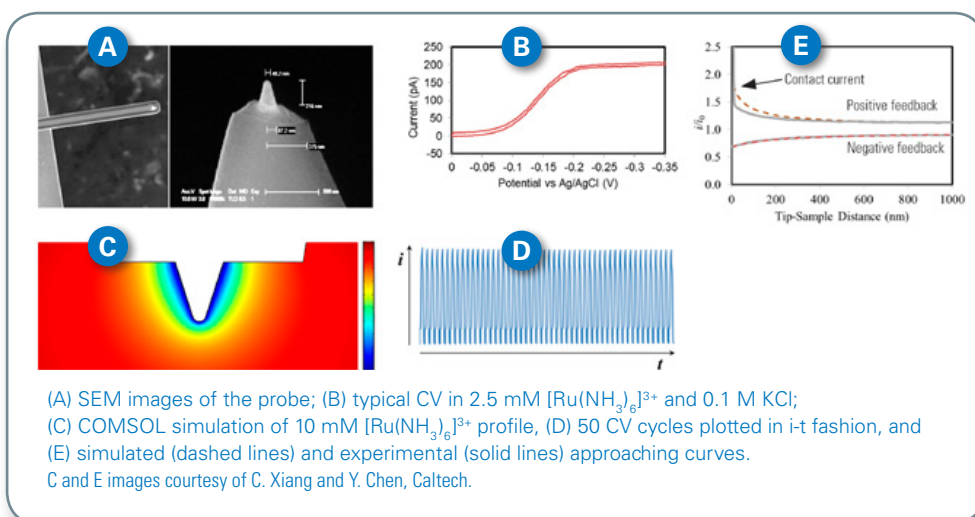 A
B
C
D
E
250
200
150
100
50
0
50
Current (pA)
0 -0.05 -0.1 -0.15 -0.2 -0.25 -0.3 -0.35
Potential vs Ag/AgCl (V)
2.5
2.0
1.5
1.0
0.5
0.0
i/i₀
Contact current
Positive feedback
Negative feedback
0 200 400 600 800 1000
Tip-Sample Distance (nm)
i
t
(A) SEM images of the probe; (B) typical CV in 2.5 mM [Ru(NH₃)₆]³⁺ and 0.1 M KCl;
(C) COMSOL simulation of 10 mM [Ru(NH₃)₆]³⁺ profile, (D) 50 CV cycles plotted in i-t fashion, and
(E) simulated (dashed lines) and experimental (solid lines) approaching curves.
C and E images courtesy of C. Xiang and Y. Chen, Caltech.